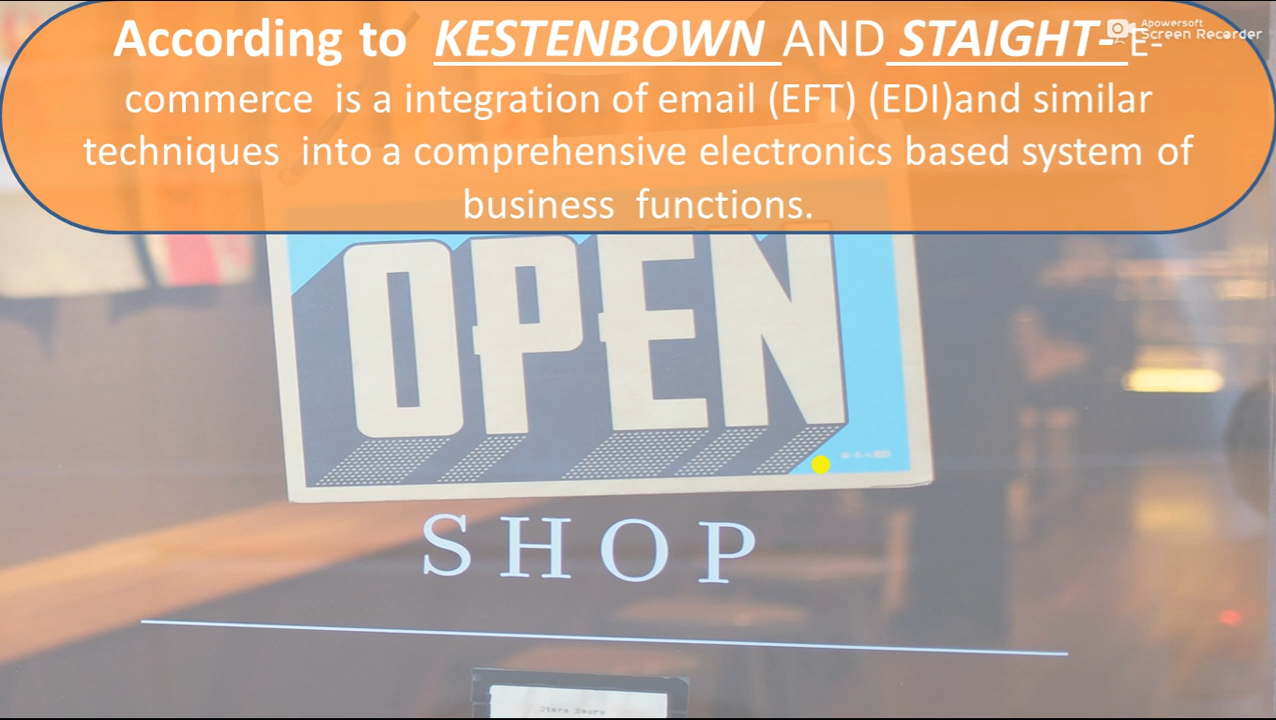 According to KESTENBOWN AND STAIGHT- E-
commerce is a integration of email (EFT) (EDI)and similar
techniques into a comprehensive electronics based system of
business functions.
Apowersoft
Screen Recorder
OPEN
SHOP